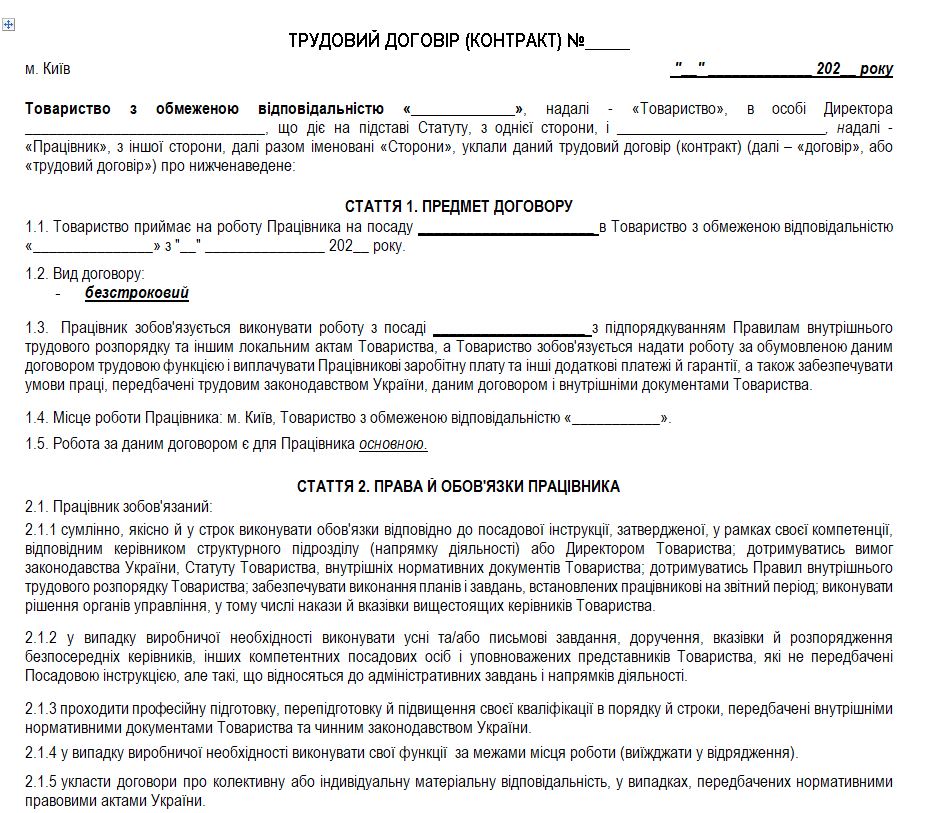 ТРУДОВИЙ ДОГОВІР (КОНТРАКТ) №_____
м. Київ "__" _____________ 202__ року
Товариство з обмеженою відповідальністю «_____________», надалі - «Товариство», в особі Директора
______________________________, що діє на підставі Статуту, з однієї сторони, і __________________________, надалі -
«Працівник», з іншої сторони, далі разом іменовані «Сторони», уклали даний трудовий договір (контракт) (далі – «договір», або
«трудовий договір») про нижченаведене:
СТАТТЯ 1. ПРЕДМЕТ ДОГОВОРУ
1.1. Товариство приймає на роботу Працівника на посаду ______________________ в Товариство з обмеженою відповідальністю
«_______________» з "__" _______________ 202__ року.
1.2. Вид договору:
- безстроковий
1.3. Працівник зобов'язується виконувати роботу з посаді ___________________ з підпорядкуванням Правилам внутрішнього
трудового розпорядку та іншим локальним актам Товариства, а Товариство зобов'язується надати роботу за обумовленою даним
договором трудовою функцією і виплачувати Працівникові заробітну плату та інші додаткові платежі й гарантії, а також забезпечувати
умови праці, передбачені трудовим законодавством України, даним договором і внутрішніми документами Товариства.
1.4. Місце роботи Працівника: м. Київ, Товариство з обмеженою відповідальністю «___________».
1.5. Робота за даним договором є для Працівника основною.
СТАТТЯ 2. ПРАВА Й ОБОВ'ЯЗКИ ПРАЦІВНИКА
2.1. Працівник зобов'язаний:
2.1.1 сумлінно, якісно й у строк виконувати обов'язки відповідно до посадової інструкції, затвердженої, у рамках своєї компетенції,
відповідним керівником структурного підрозділу (напрямку діяльності) або Директором Товариства; дотримуватись вимог
законодавства України, Статуту Товариства, внутрішніх нормативних документів Товариства; дотримуватись Правил внутрішнього
трудового розпорядку Товариства; забезпечувати виконання планів і завдань, встановлених працівникові на звітний період; виконувати
рішення органів управління, у тому числі накази й вказівки вищестоящих керівників Товариства.
2.1.2 у випадку виробничої необхідності виконувати усні та/або письмові завдання, доручення, вказівки й розпорядження
безпосередніх керівників, інших компетентних посадових осіб і уповноважених представників Товариства, які не передбачені
Посадовою інструкцією, але такі, що відносяться до адміністративних завдань і напрямків діяльності.
2.1.3 проходити професійну підготовку, перепідготовку й підвищення своєї кваліфікації в порядку й строки, передбачені внутрішніми
нормативними документами Товариства та чинним законодавством України.
2.1.4 у випадку виробничої необхідності виконувати свої функції за межами місця роботи (виїжджати у відрядження).
2.1.5 укласти договори про колективну або індивідуальну матеріальну відповідальність, у випадках, передбачених нормативними
правовими актами України.